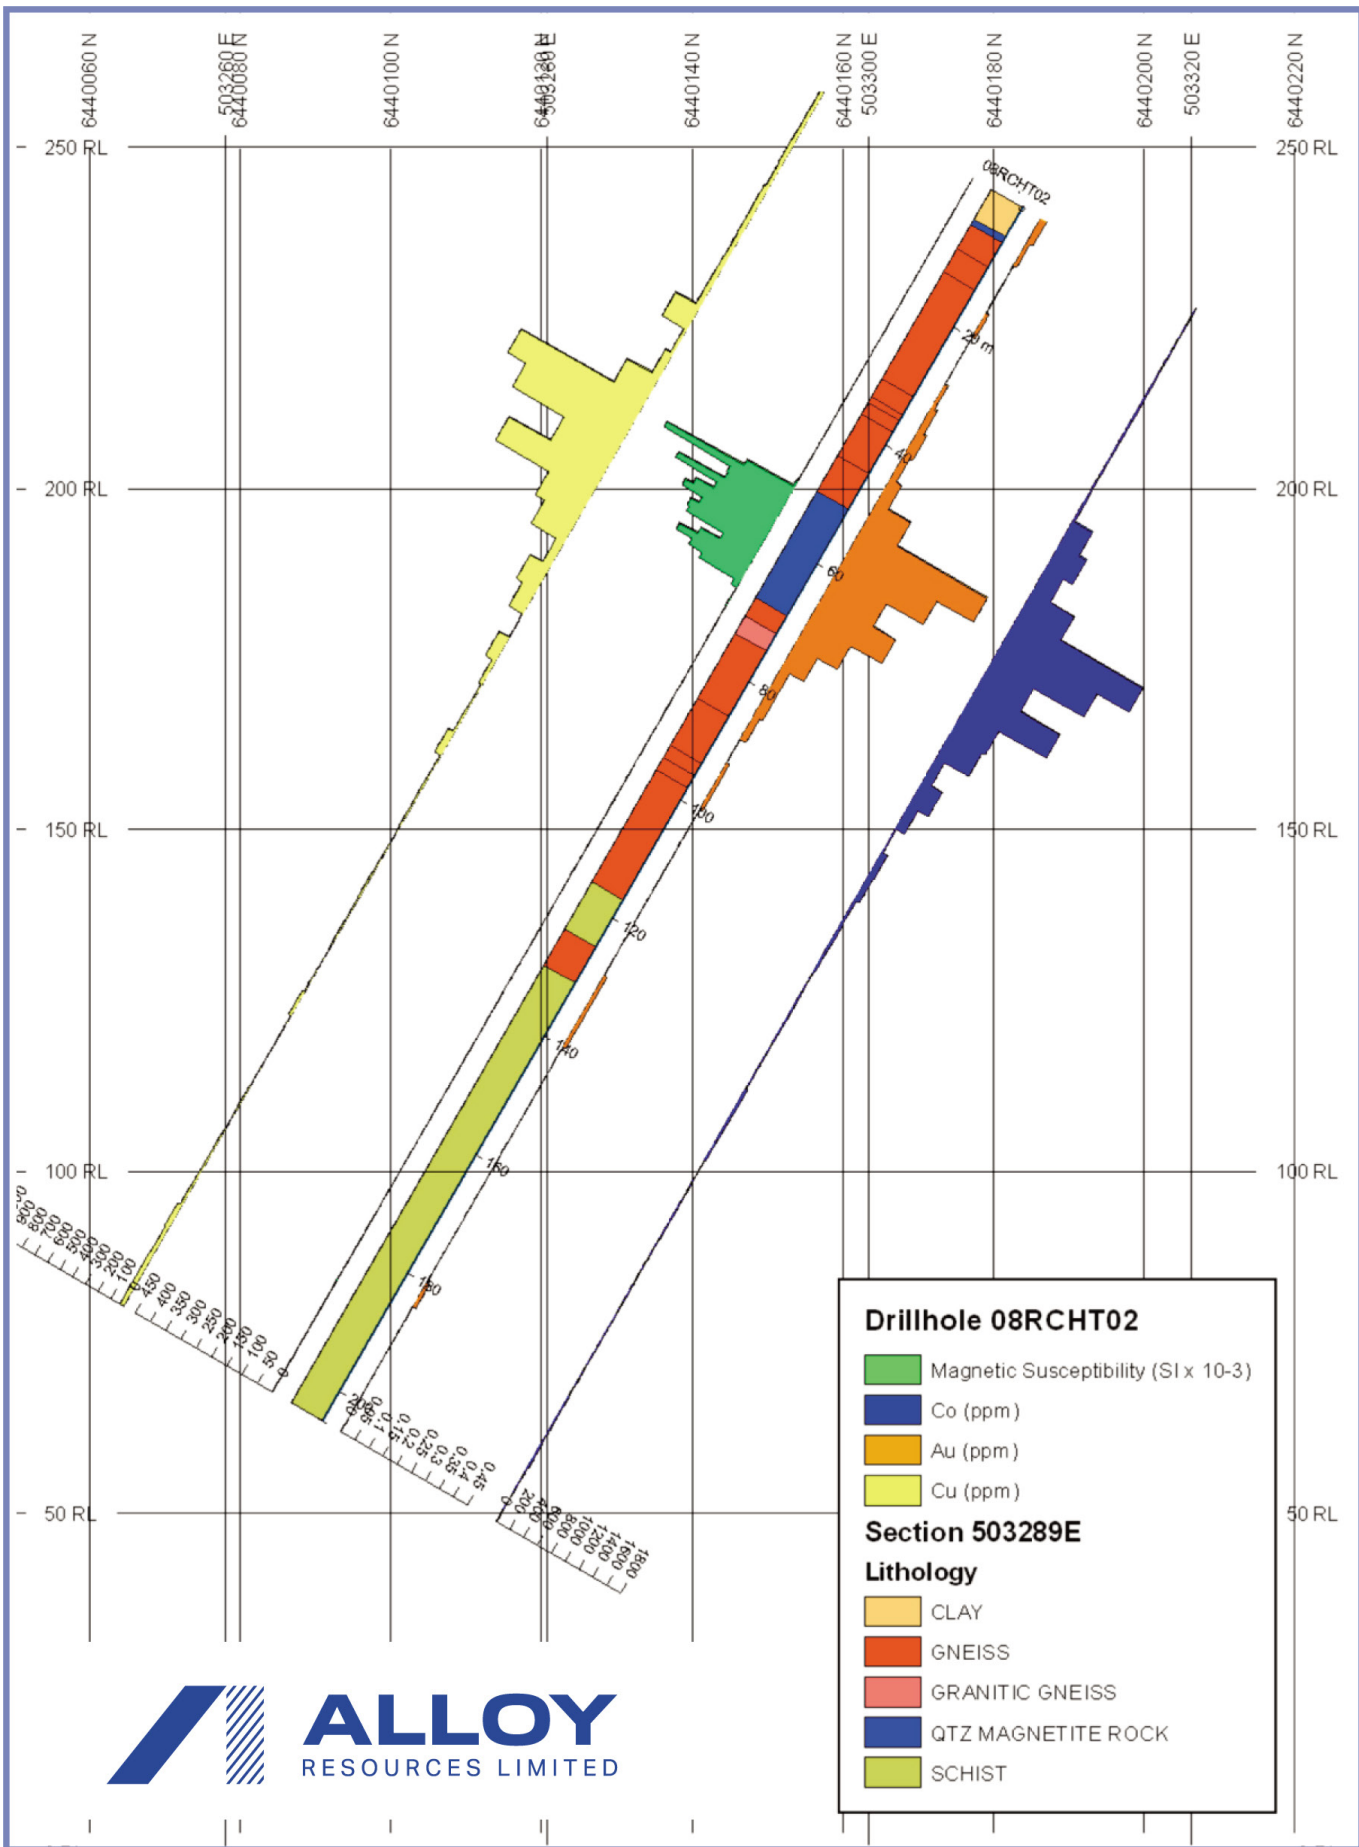 6440060 N
503260 E
6440080 N
6440100 N
6440120 N
503280 E
6440140 N
6440160 N
503300 E
6440180 N
6440200 N
503320 E
6440220 N
250 RL
250 RL
08RCHT02
20 m
40
200 RL
200 RL
60
80
100
150 RL
150 RL
120
140
160
100 RL
100 RL
180
200
900
800
700
600
500
400
300
200
100
0
450
400
350
300
250
200
150
100
50
0
0
0.05
0.1
0.15
0.2
0.25
0.3
0.35
0.4
0.45
50 RL
50 RL
0
200
400
600
800
1000
1200
1400
1600
1800
Drillhole 08RCHT02
Magnetic Susceptibility (SI x 10-3)
Co (ppm)
Au (ppm)
Cu (ppm)
Section 503289E
Lithology
CLAY
GNEISS
GRANITIC GNEISS
QTZ MAGNETITE ROCK
SCHIST
ALLOY
RESOURCES LIMITED